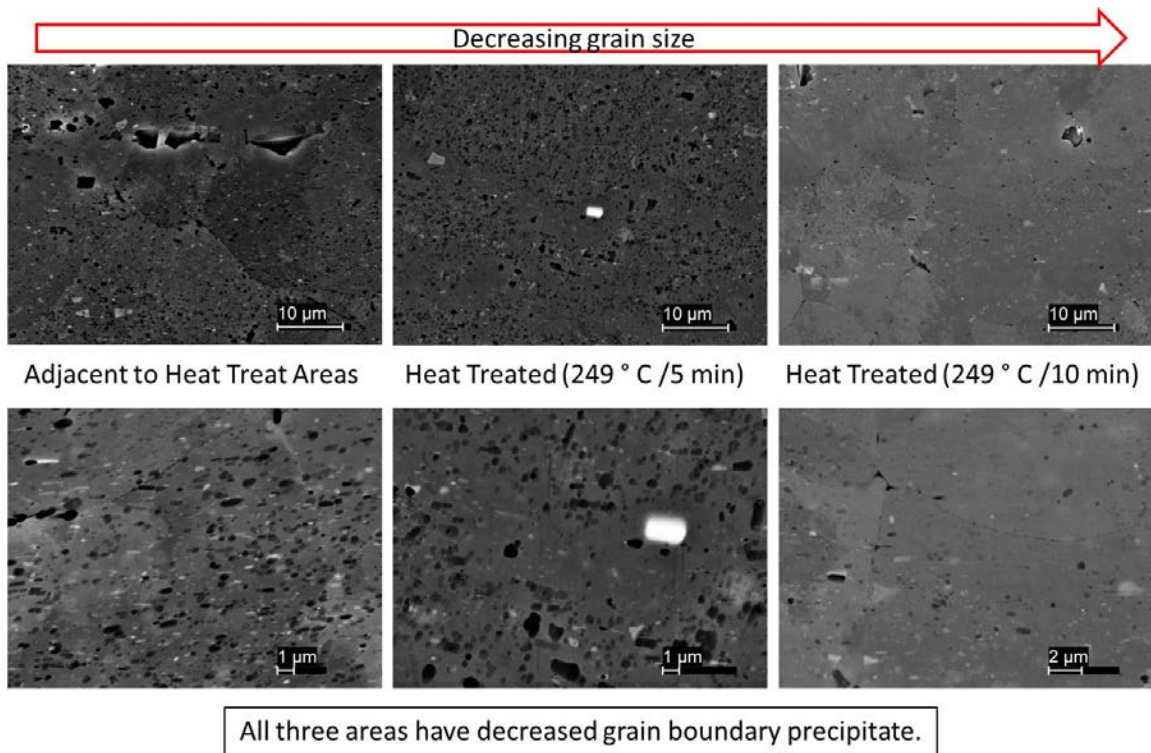 Decreasing grain size
10 µm
10 µm
10 µm
Adjacent to Heat Treat Areas
Heat Treated (249 ° C /5 min)
Heat Treated (249 ° C /10 min)
1 µm
1 µm
2 µm
All three areas have decreased grain boundary precipitate.